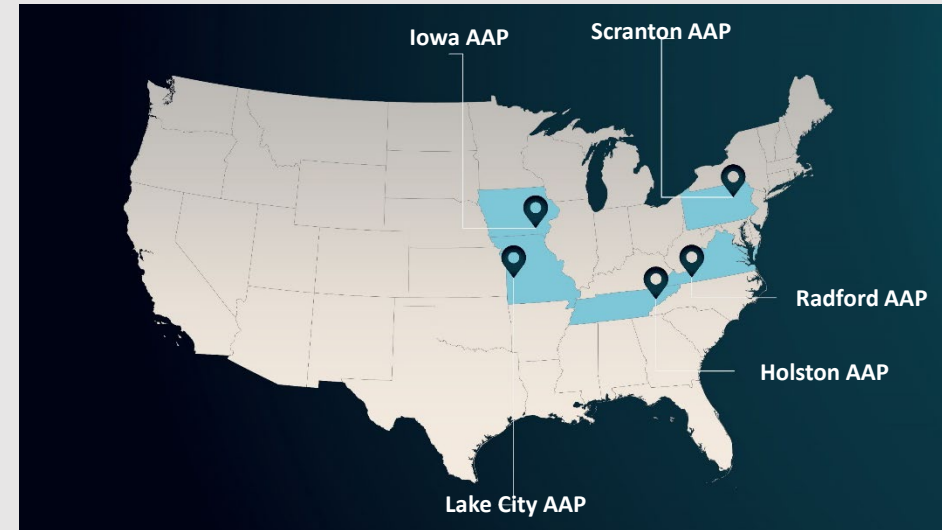 Iowa AAP
Scranton AAP
Radford AAP
Holston AAP
Lake City AAP